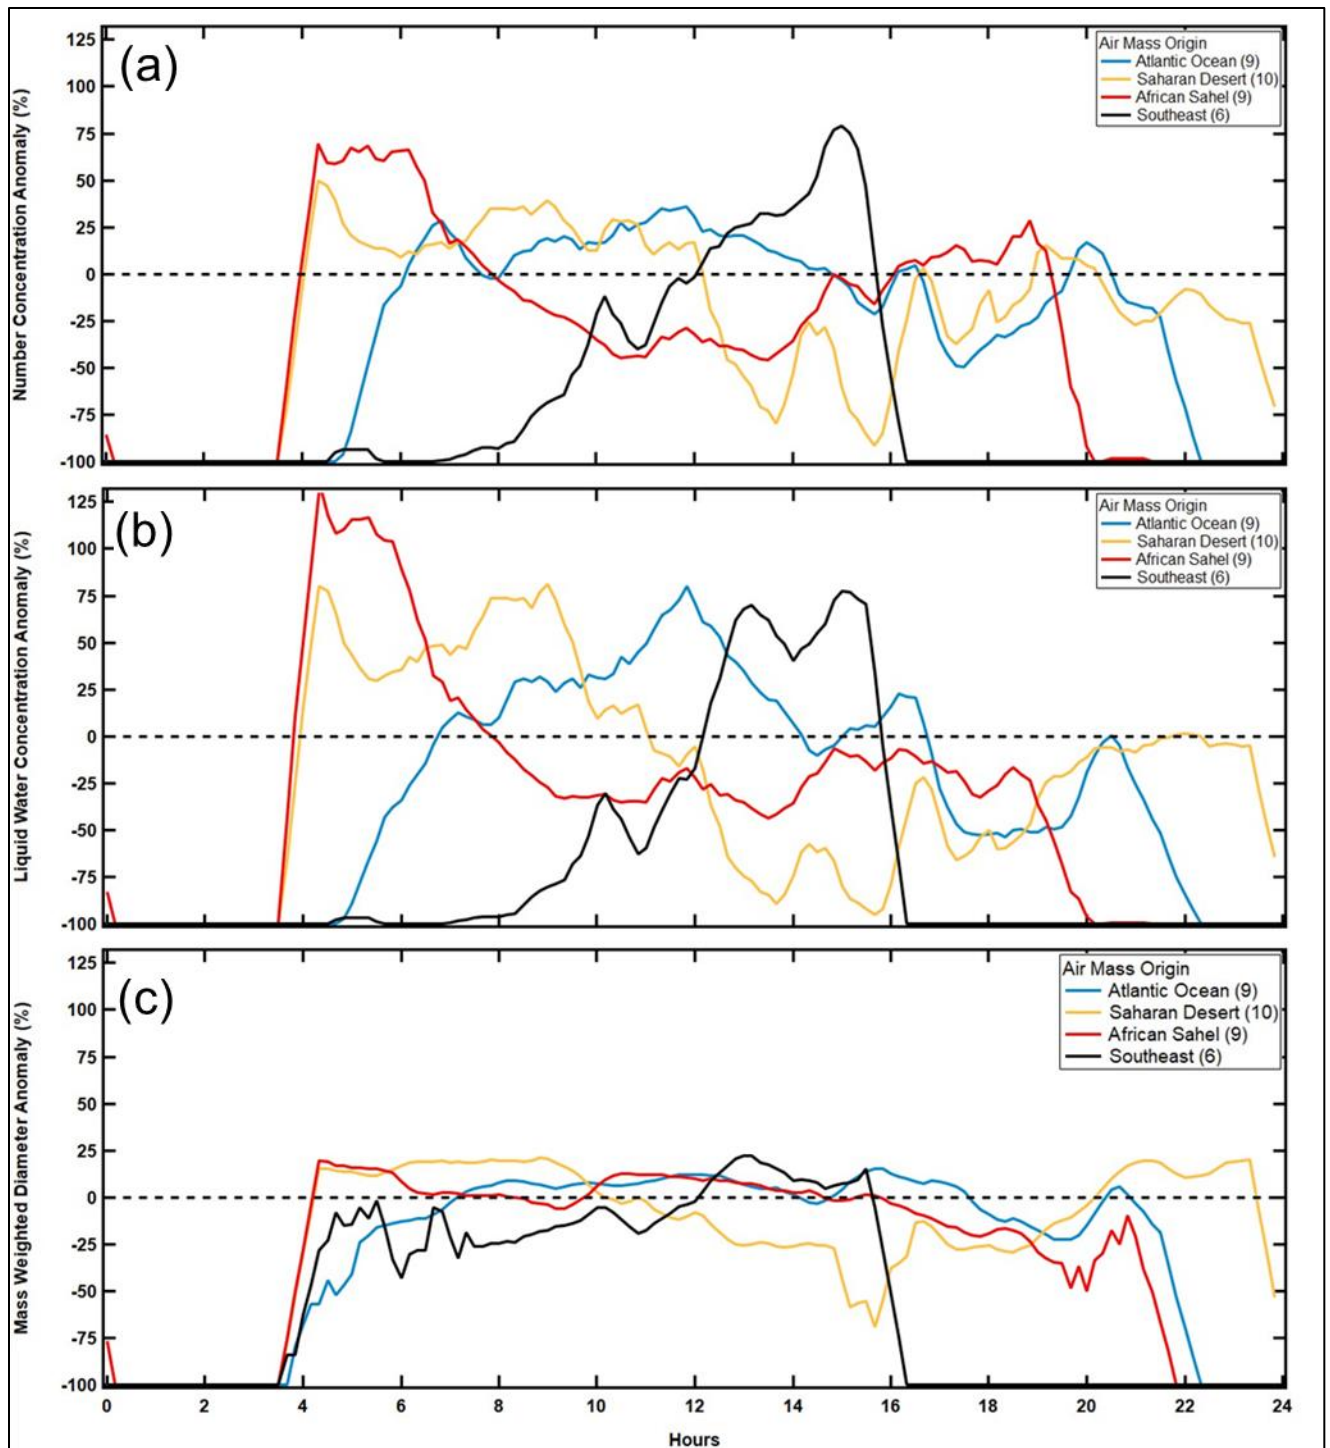 (a)
Number Concentration Anomaly (%)
125
100
75
50
25
0
-25
-50
-75
-100
Air Mass Origin
Atlantic Ocean (9)
Saharan Desert (10)
African Sahel (9)
Southeast (6)
(b)
Liquid Water Concentration Anomaly (%)
125
100
75
50
25
0
-25
-50
-75
-100
Air Mass Origin
Atlantic Ocean (9)
Saharan Desert (10)
African Sahel (9)
Southeast (6)
(c)
Mass Weighted Diameter Anomaly (%)
125
100
75
50
25
0
-25
-50
-75
-100
Air Mass Origin
Atlantic Ocean (9)
Saharan Desert (10)
African Sahel (9)
Southeast (6)
0 2 4 6 8 10 12 14 16 18 20 22 24
Hours